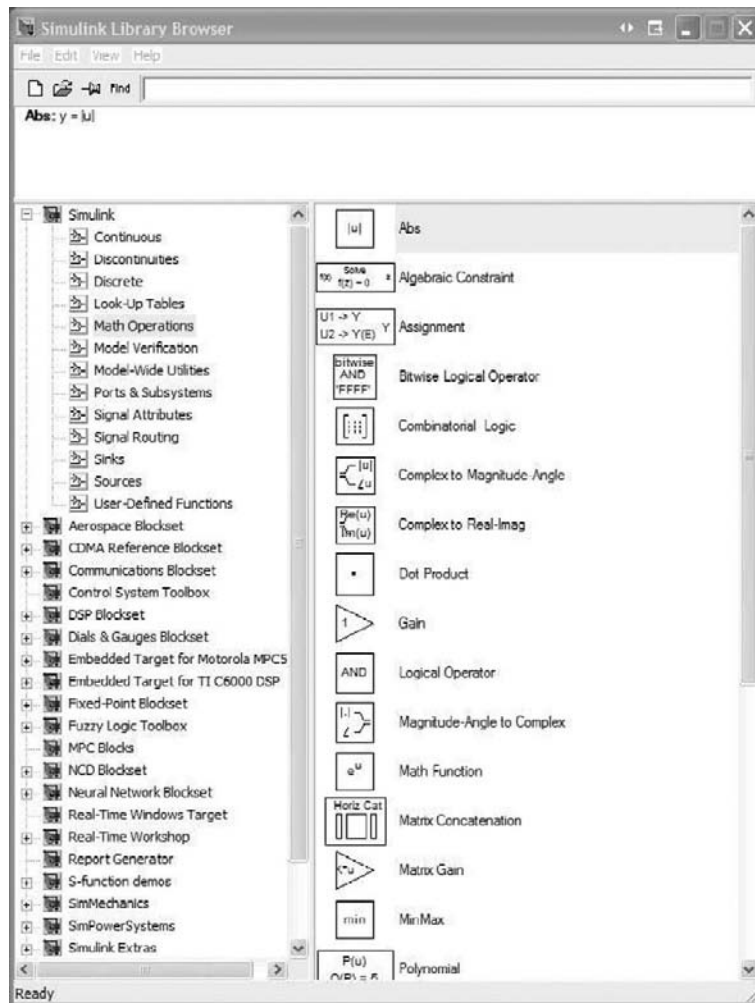 Simulink Library Browser
File Edit View Help
Find
Abs: y = |u|
Simulink
Continuous
Discontinuities
Discrete
Look-Up Tables
Math Operations
Model Verification
Model-Wide Utilities
Ports & Subsystems
Signal Attributes
Signal Routing
Sinks
Sources
User-Defined Functions
Aerospace Blockset
CDMA Reference Blockset
Communications Blockset
Control System Toolbox
DSP Blockset
Dials & Gauges Blockset
Embedded Target for Motorola MPC5
Embedded Target for TI C6000 DSP
Fixed-Point Blockset
Fuzzy Logic Toolbox
MPC Blocks
NCD Blockset
Neural Network Blockset
Real-Time Windows Target
Real-Time Workshop
Report Generator
S-function demos
SimMechanics
SimPowerSystems
Simulink Extras
|u| Abs
f(z) Solve f(z) = 0 z Algebraic Constraint
U1 -> Y
U2 -> Y(E) Y Assignment
bitwise
AND
'FFFF' Bitwise Logical Operator
Combinatorial Logic
|u|
∠u Complex to Magnitude-Angle
Re(u)
Im(u) Complex to Real-Imag
Dot Product
1 Gain
AND Logical Operator
|.|
∠ Magnitude-Angle to Complex
eᵘ Math Function
Horiz Cat Matrix Concatenation
Matrix Gain
min MinMax
P(u)
O(P) = 5 Polynomial
Ready